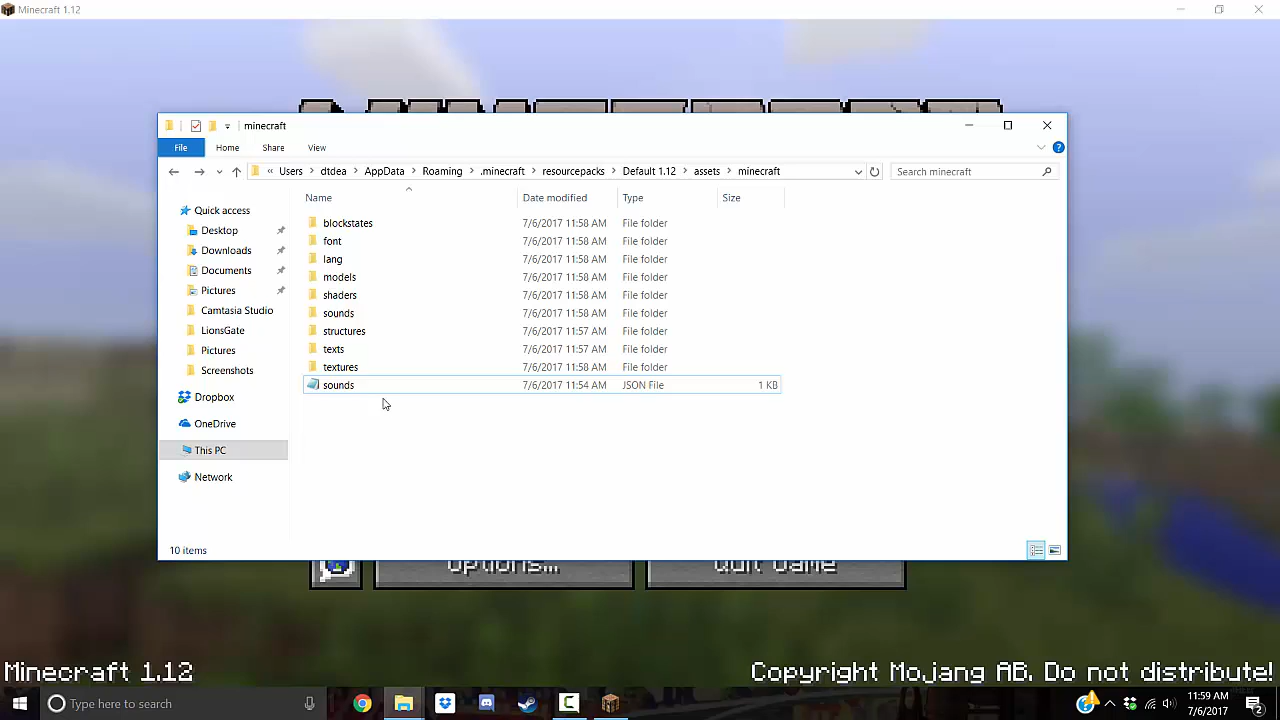 Minecraft 1.12
minecraft
File Home Share View
« Users › dtdea › AppData › Roaming › .minecraft › resourcepacks › Default 1.12 › assets › minecraft
Search minecraft
Name Date modified Type Size
Quick access
Desktop
Downloads
Documents
Pictures
Camtasia Studio
LionsGate
Pictures
Screenshots
Dropbox
OneDrive
This PC
Network
blockstates 7/6/2017 11:58 AM File folder
font 7/6/2017 11:58 AM File folder
lang 7/6/2017 11:58 AM File folder
models 7/6/2017 11:58 AM File folder
shaders 7/6/2017 11:58 AM File folder
sounds 7/6/2017 11:58 AM File folder
structures 7/6/2017 11:57 AM File folder
texts 7/6/2017 11:57 AM File folder
textures 7/6/2017 11:58 AM File folder
sounds 7/6/2017 11:54 AM JSON File 1 KB
10 items
Options... Quit Game
Minecraft 1.12
Copyright Mojang AB. Do not distribute!
Type here to search
11:59 AM
7/6/2017
2